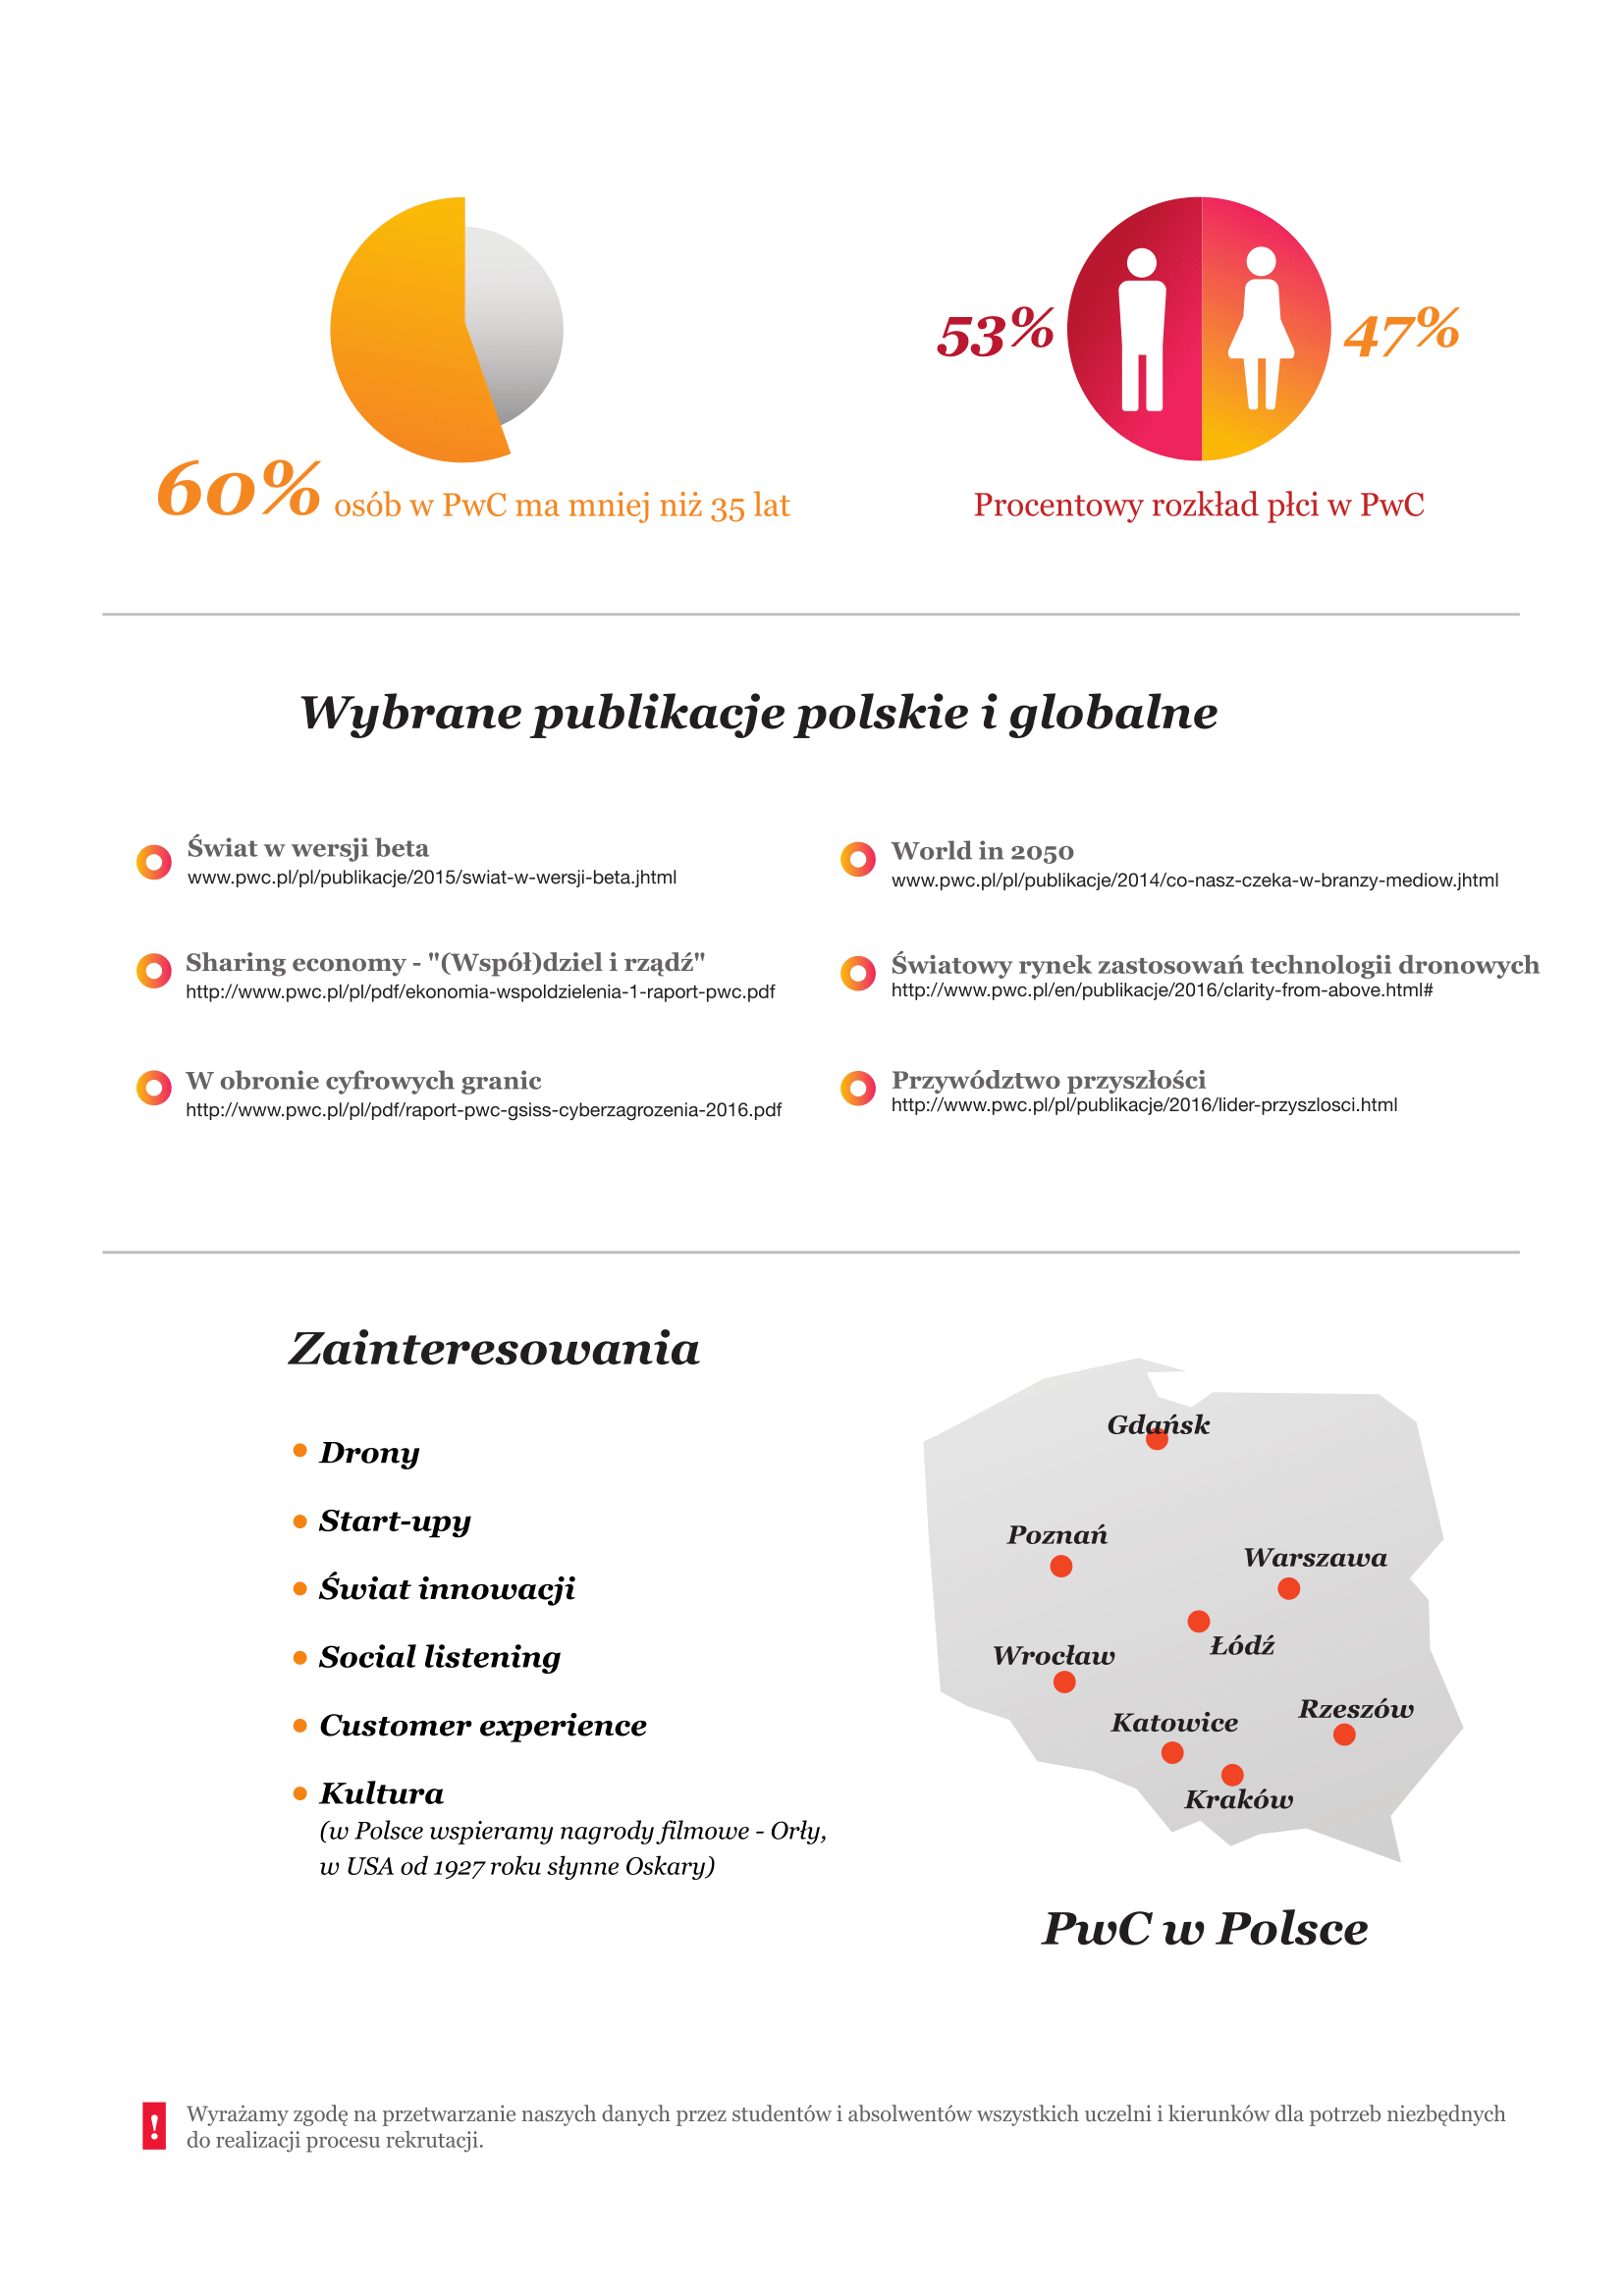 53%
47%
60% osób w PwC ma mniej niż 35 lat
Procentowy rozkład płci w PwC
Wybrane publikacje polskie i globalne
Świat w wersji beta
www.pwc.pl/pl/publikacje/2015/swiat-w-wersji-beta.jhtml
World in 2050
www.pwc.pl/pl/publikacje/2014/co-nasz-czeka-w-branzy-mediow.jhtml
Sharing economy - "(Współ)dziel i rządź"
http://www.pwc.pl/pl/pdf/ekonomia-wspoldzielenia-1-raport-pwc.pdf
Światowy rynek zastosowań technologii dronowych
http://www.pwc.pl/en/publikacje/2016/clarity-from-above.html#
W obronie cyfrowych granic
http://www.pwc.pl/pl/pdf/raport-pwc-gsiss-cyberzagrozenia-2016.pdf
Przywództwo przyszłości
http://www.pwc.pl/pl/publikacje/2016/lider-przyszlosci.html
Zainteresowania
Drony
Start-upy
Świat innowacji
Social listening
Customer experience
Kultura
(w Polsce wspieramy nagrody filmowe - Orły,
w USA od 1927 roku słynne Oskary)
Gdańsk
Poznań
Warszawa
Łódź
Wrocław
Rzeszów
Katowice
Kraków
PwC w Polsce
! Wyrażamy zgodę na przetwarzanie naszych danych przez studentów i absolwentów wszystkich uczelni i kierunków dla potrzeb niezbędnych
do realizacji procesu rekrutacji.